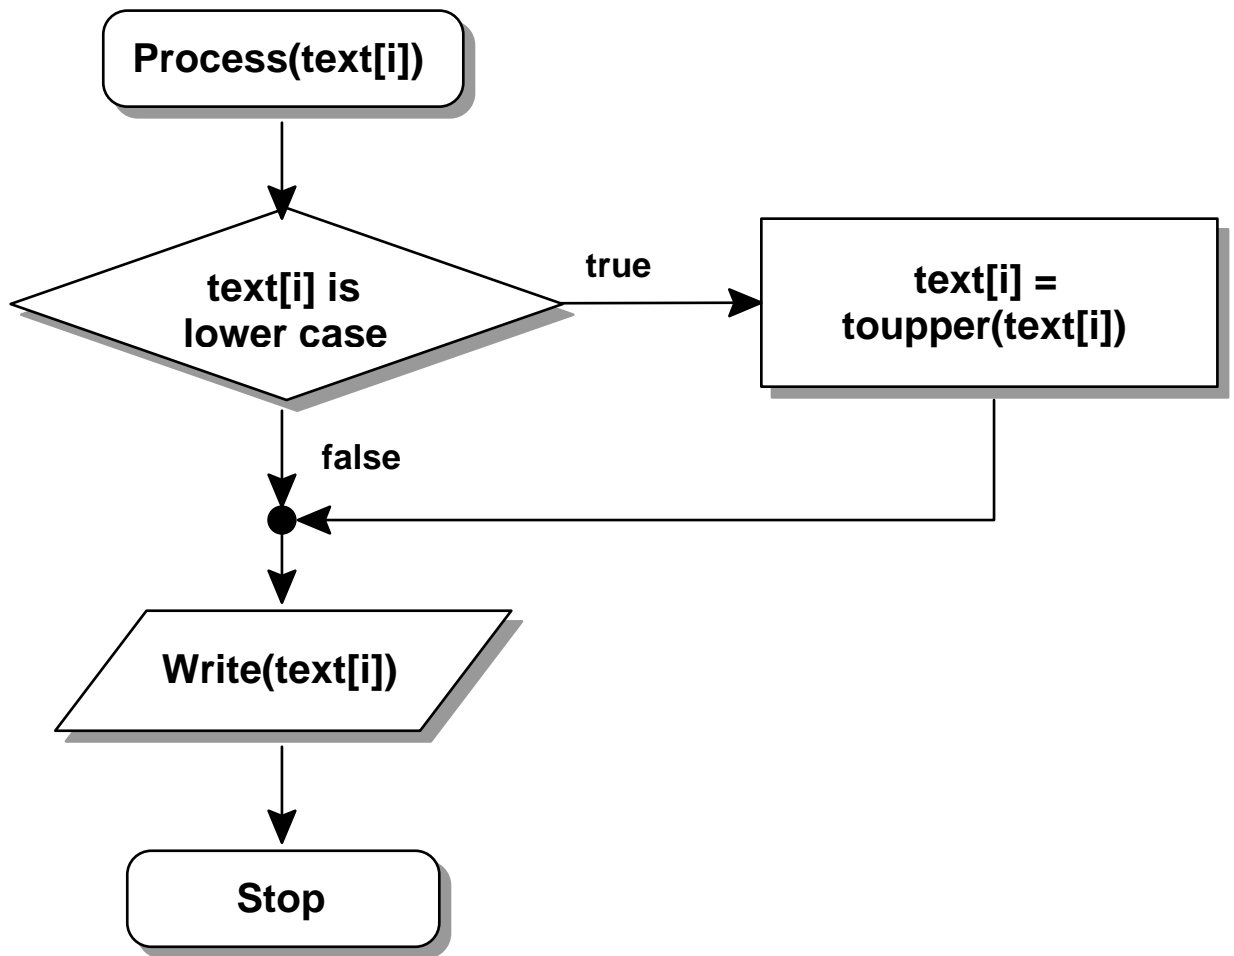 Process(text[i])
text[i] is
lower case
true
text[i] =
toupper(text[i])
false
Write(text[i])
Stop